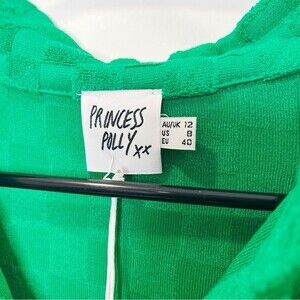 PRINCESS
POLLY xx
AU/UK 12
US 8
EU 40